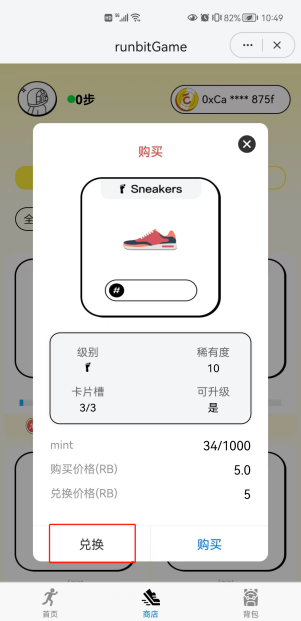 82% 10:49
runbitGame
0步
0xCa **** 875f
全
购买
Sneakers
#
级别 稀有度
10
卡片槽 可升级
3/3 是
mint 34/1000
购买价格(RB) 5.0
兑换价格(RB) 5
兑换 购买
首页 商店 背包